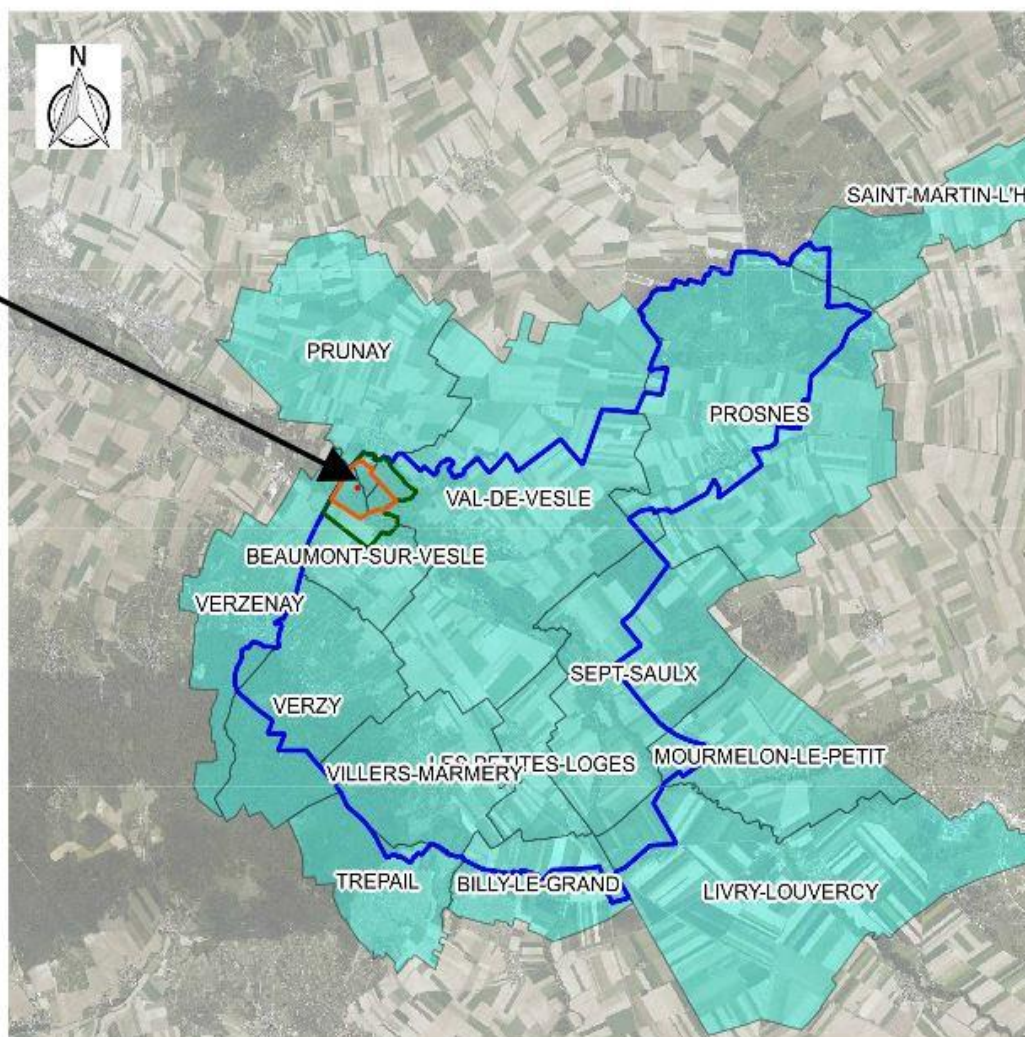 N
SAINT-MARTIN-L'H
PRUNAY
PROSNES
VAL-DE-VESLE
BEAUMONT-SUR-VESLE
VERZENAY
SEPT-SAULX
VERZY
MOURMELON-LE-PETIT
LES PETITES-LOGES
VILLERS-MARMERY
TREPAIL
BILLY-LE-GRAND
LIVRY-LOUVERCY